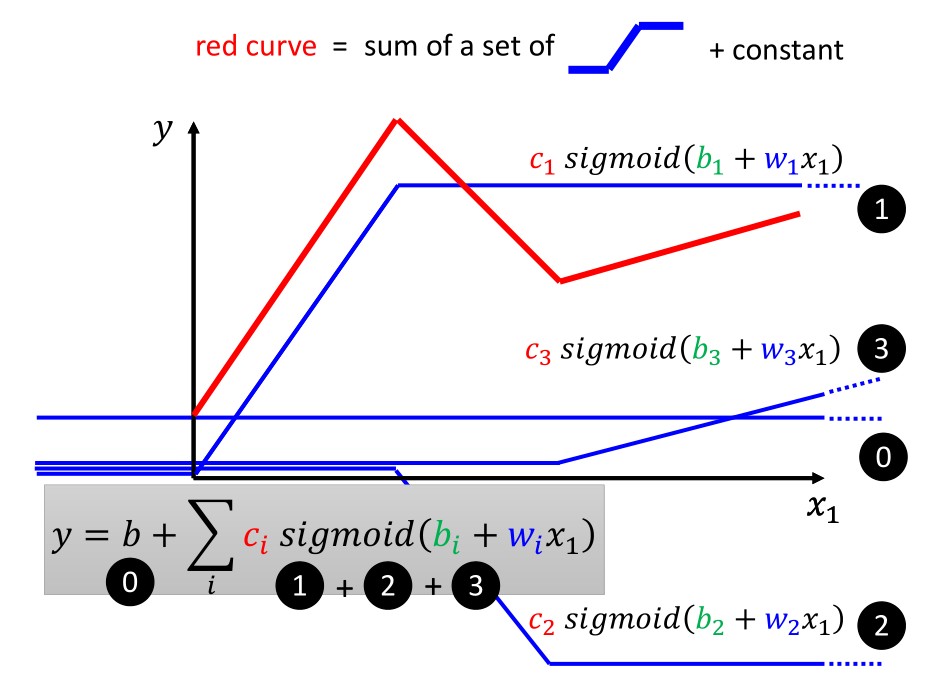 red curve = sum of a set of + constant
y
c₁ sigmoid(b₁ + w₁x₁)
1
c₃ sigmoid(b₃ + w₃x₁) 3
0
x₁
y = b + ∑ cᵢ sigmoid(bᵢ + wᵢx₁)
i
0 1 + 2 + 3
c₂ sigmoid(b₂ + w₂x₁) 2